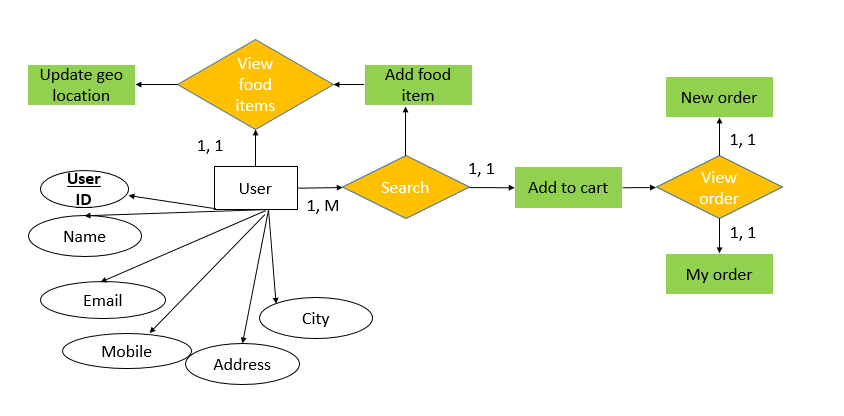 View
food
items
Update geo
location
Add food
item
New order
1, 1
1, 1
1, 1
User
ID
User
Search
Add to cart
View
order
1, M
1, 1
Name
My order
Email
City
Mobile
Address